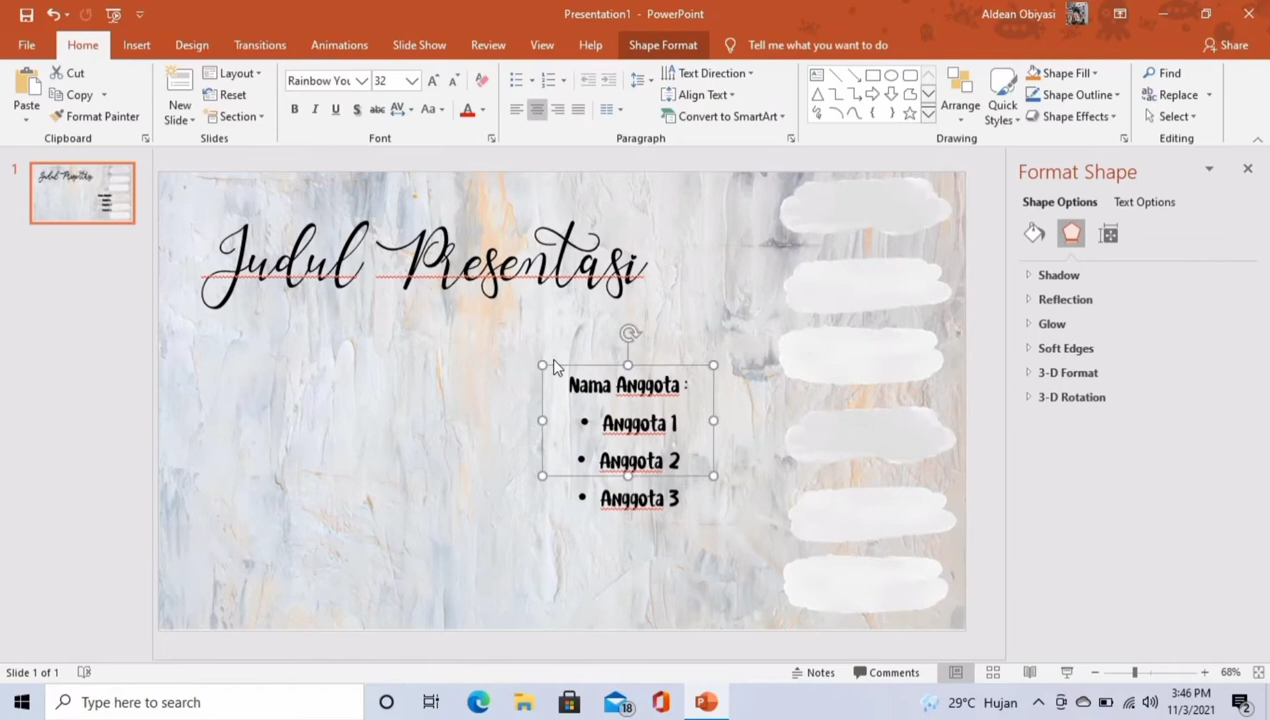 Presentation1 - PowerPoint
Aldean Obiyasi
File Home Insert Design Transitions Animations Slide Show Review View Help Shape Format Tell me what you want to do Share
Paste
Cut
Copy
Format Painter
Clipboard
New Slide
Layout
Reset
Section
Slides
Rainbow You 32
Font
Text Direction
Align Text
Convert to SmartArt
Paragraph
Arrange
Quick Styles
Shape Fill
Shape Outline
Shape Effects
Drawing
Find
Replace
Select
Editing
1
Judul Presentasi
Nama Anggota :
• Anggota 1
• Anggota 2
• Anggota 3
Format Shape
Shape Options Text Options
Shadow
Reflection
Glow
Soft Edges
3-D Format
3-D Rotation
Slide 1 of 1
Notes Comments 68%
Type here to search
18
29°C Hujan
3:46 PM
11/3/2021
2